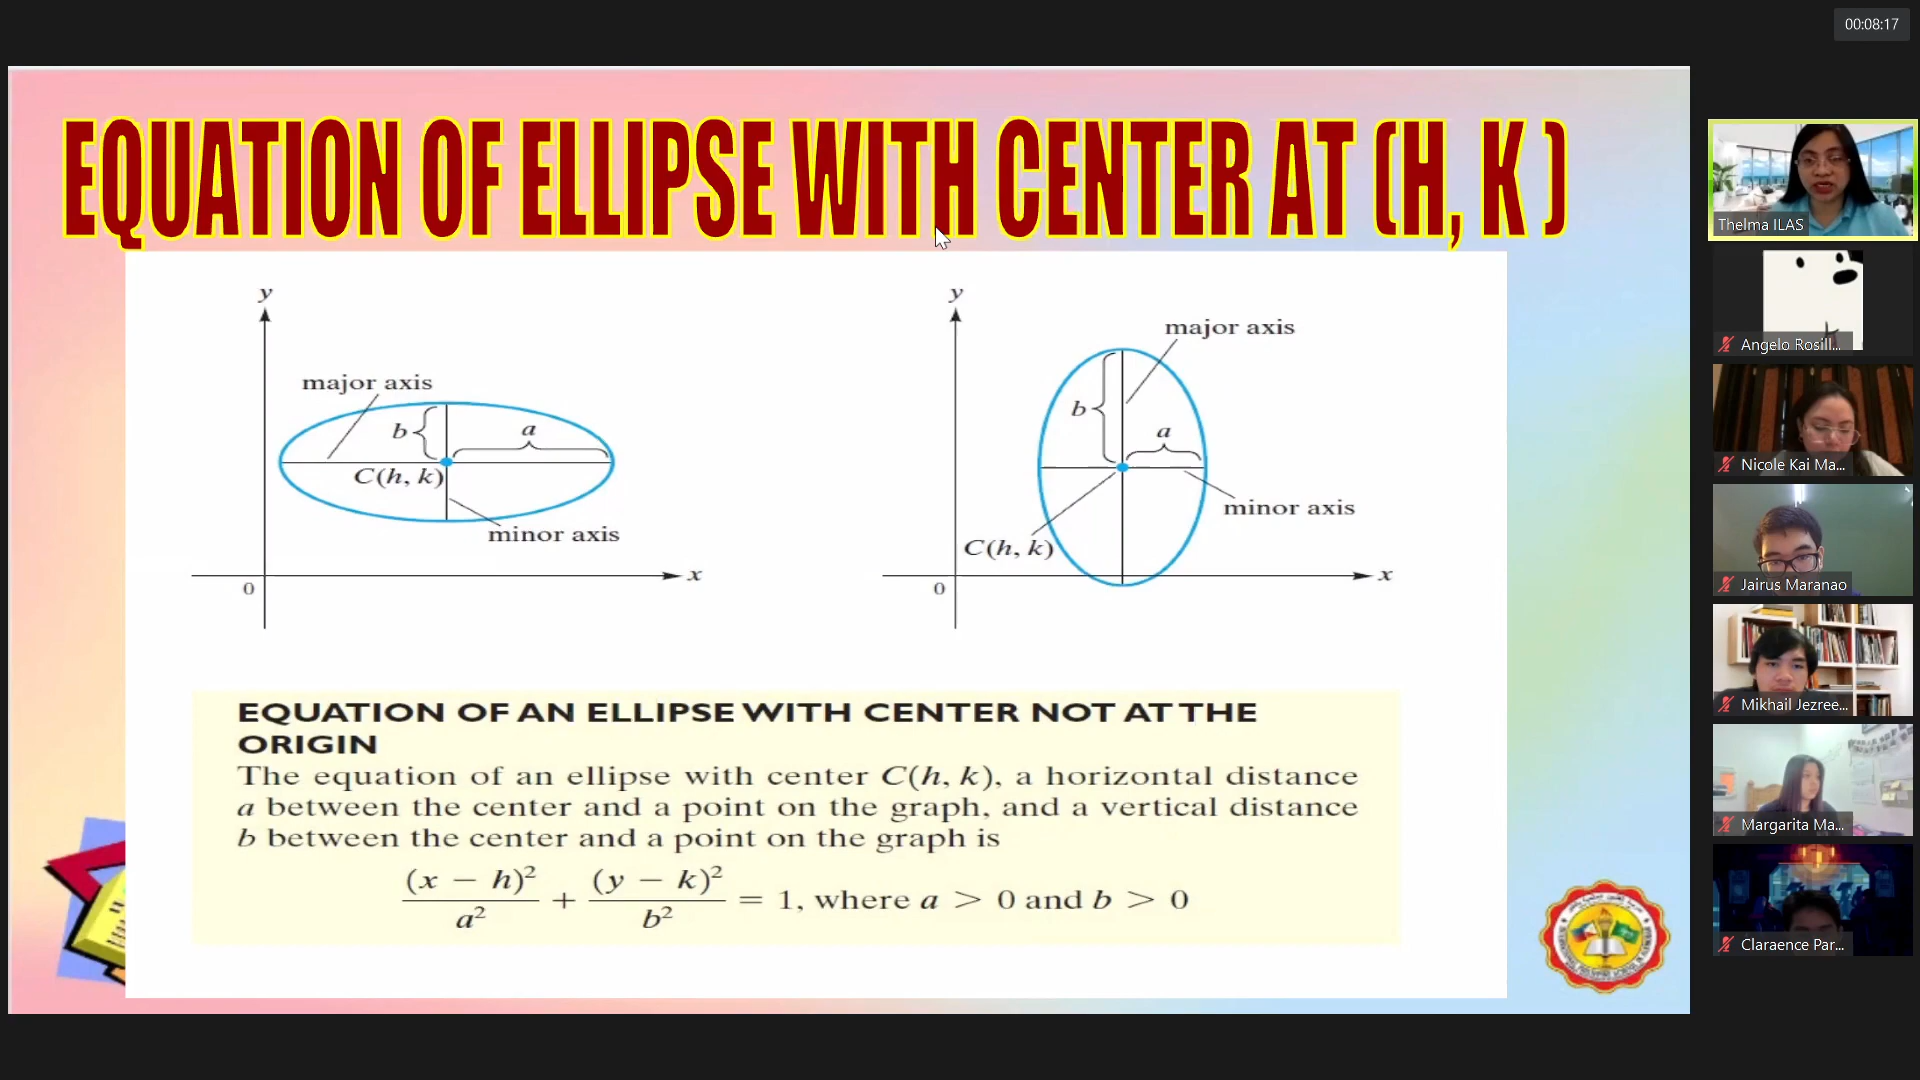 00:08:17
EQUATION OF ELLIPSE WITH CENTER AT (H, K )
y
major axis
b
a
C(h, k)
minor axis
0
x
y
major axis
b
a
minor axis
C(h, k)
0
x
EQUATION OF AN ELLIPSE WITH CENTER NOT AT THE
ORIGIN
The equation of an ellipse with center C(h, k), a horizontal distance
a between the center and a point on the graph, and a vertical distance
b between the center and a point on the graph is
(x − h)²/a² + (y − k)²/b² = 1, where a > 0 and b > 0
Thelma ILAS
Angelo Rosill...
Nicole Kai Ma...
Jairus Maranao
Mikhail Jezree...
Margarita Ma...
Claraence Par...